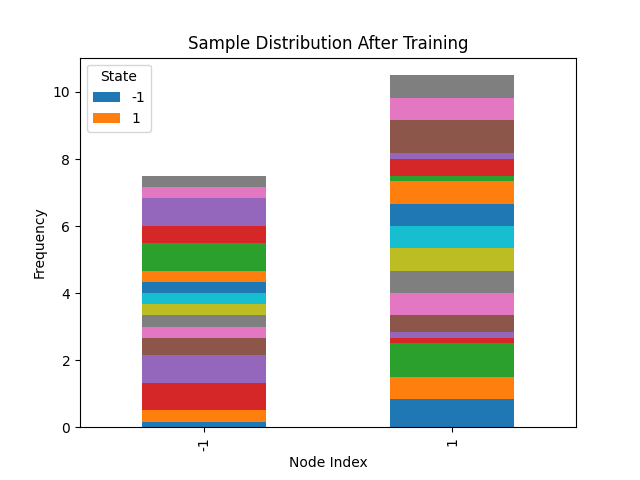 Sample Distribution After Training
State
-1
1
Frequency
10
8
6
4
2
0
-1
1
Node Index